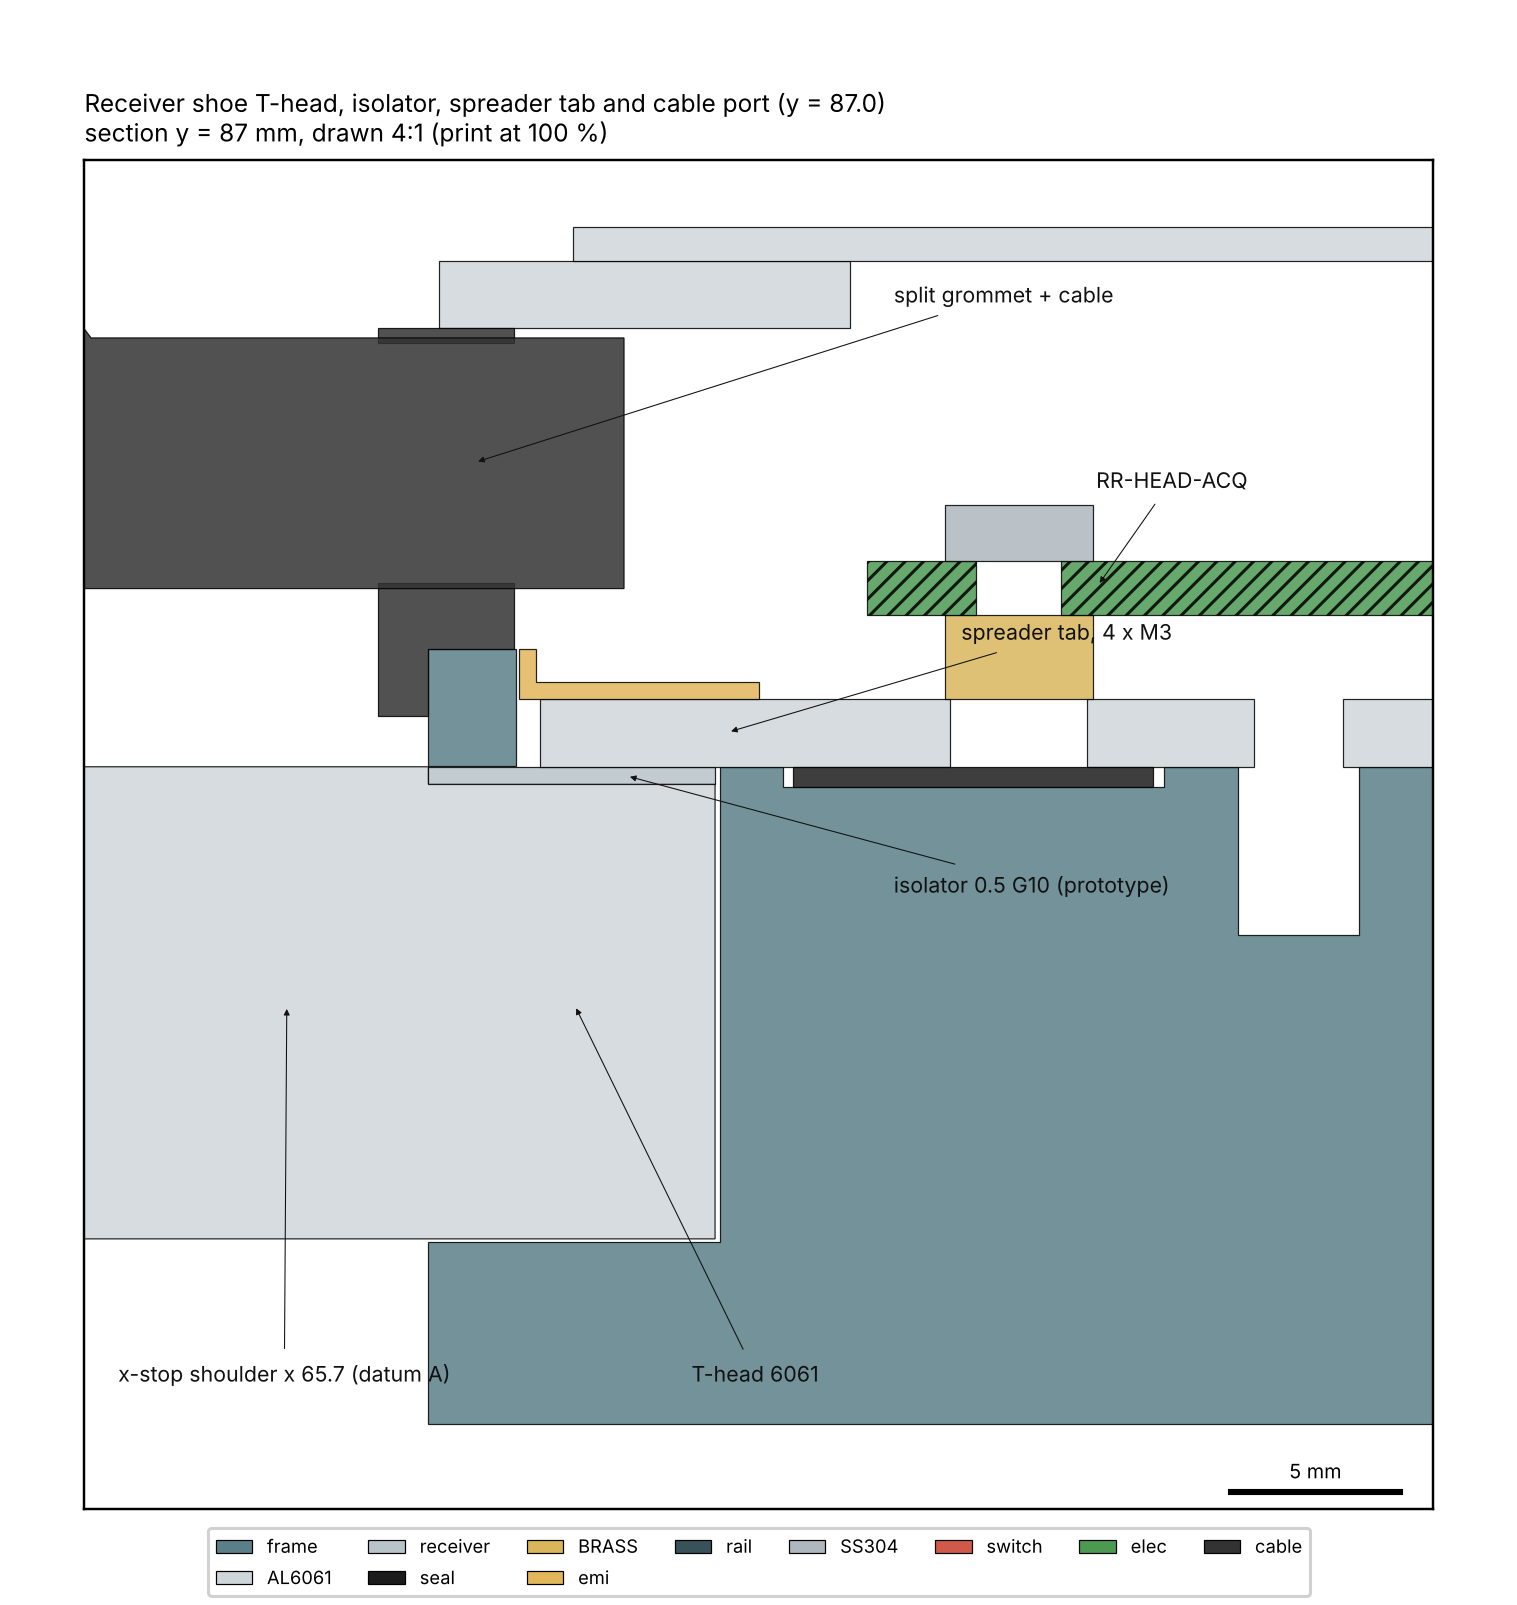 Receiver shoe T-head, isolator, spreader tab and cable port (y = 87.0)
section y = 87 mm, drawn 4:1 (print at 100 %)
split grommet + cable
RR-HEAD-ACQ
spreader tab, 4 x M3
isolator 0.5 G10 (prototype)
x-stop shoulder x 65.7 (datum A)
T-head 6061
5 mm
frame receiver BRASS rail SS304 switch elec cable
AL6061 seal emi